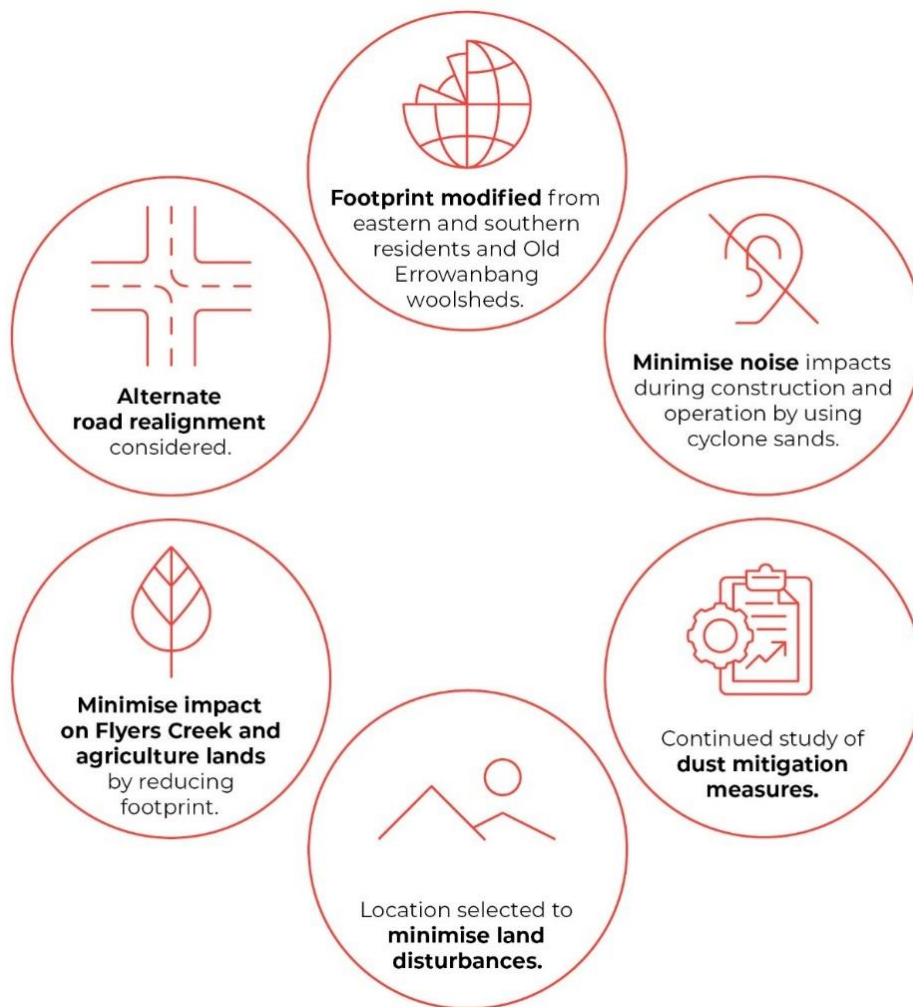 Footprint modified from
eastern and southern
residents and Old
Errowanbang
woolsheds.
Minimise noise impacts
during construction and
operation by using
cyclone sands.
Continued study of
dust mitigation
measures.
Location selected to
minimise land
disturbances.
Minimise impact
on Flyers Creek and
agriculture lands
by reducing
footprint.
Alternate
road realignment
considered.